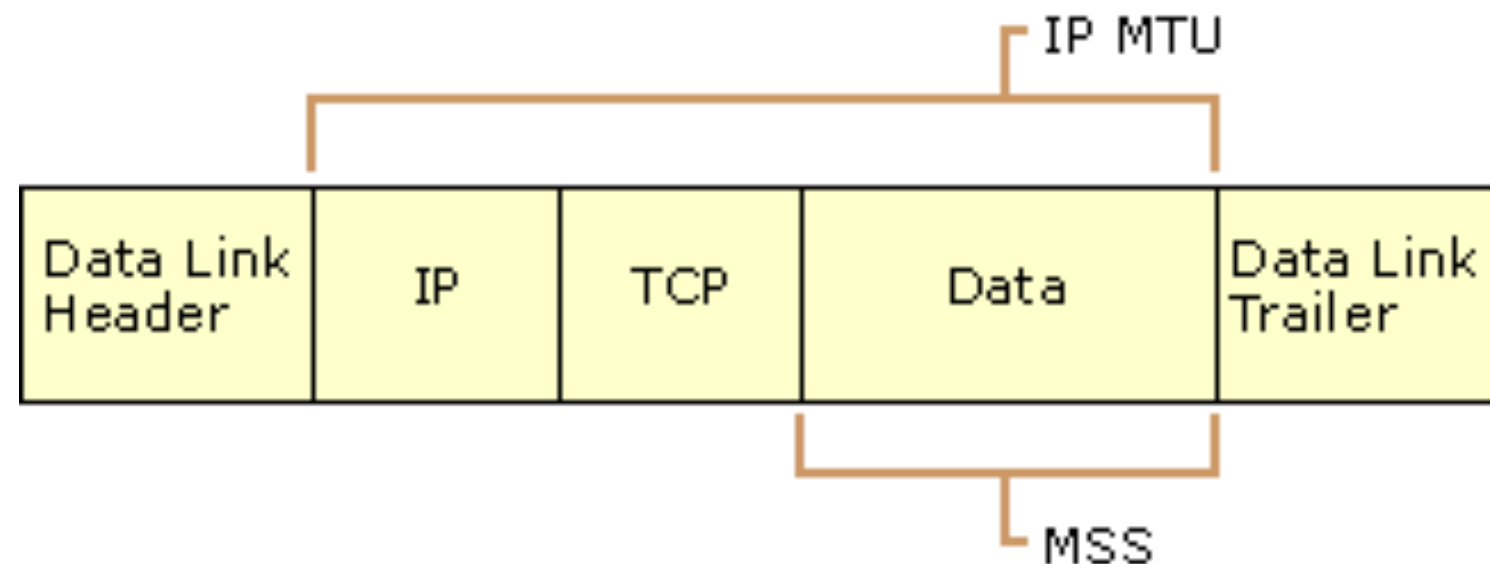 IP MTU
Data Link
Header
IP
TCP
Data
Data Link
Trailer
MSS